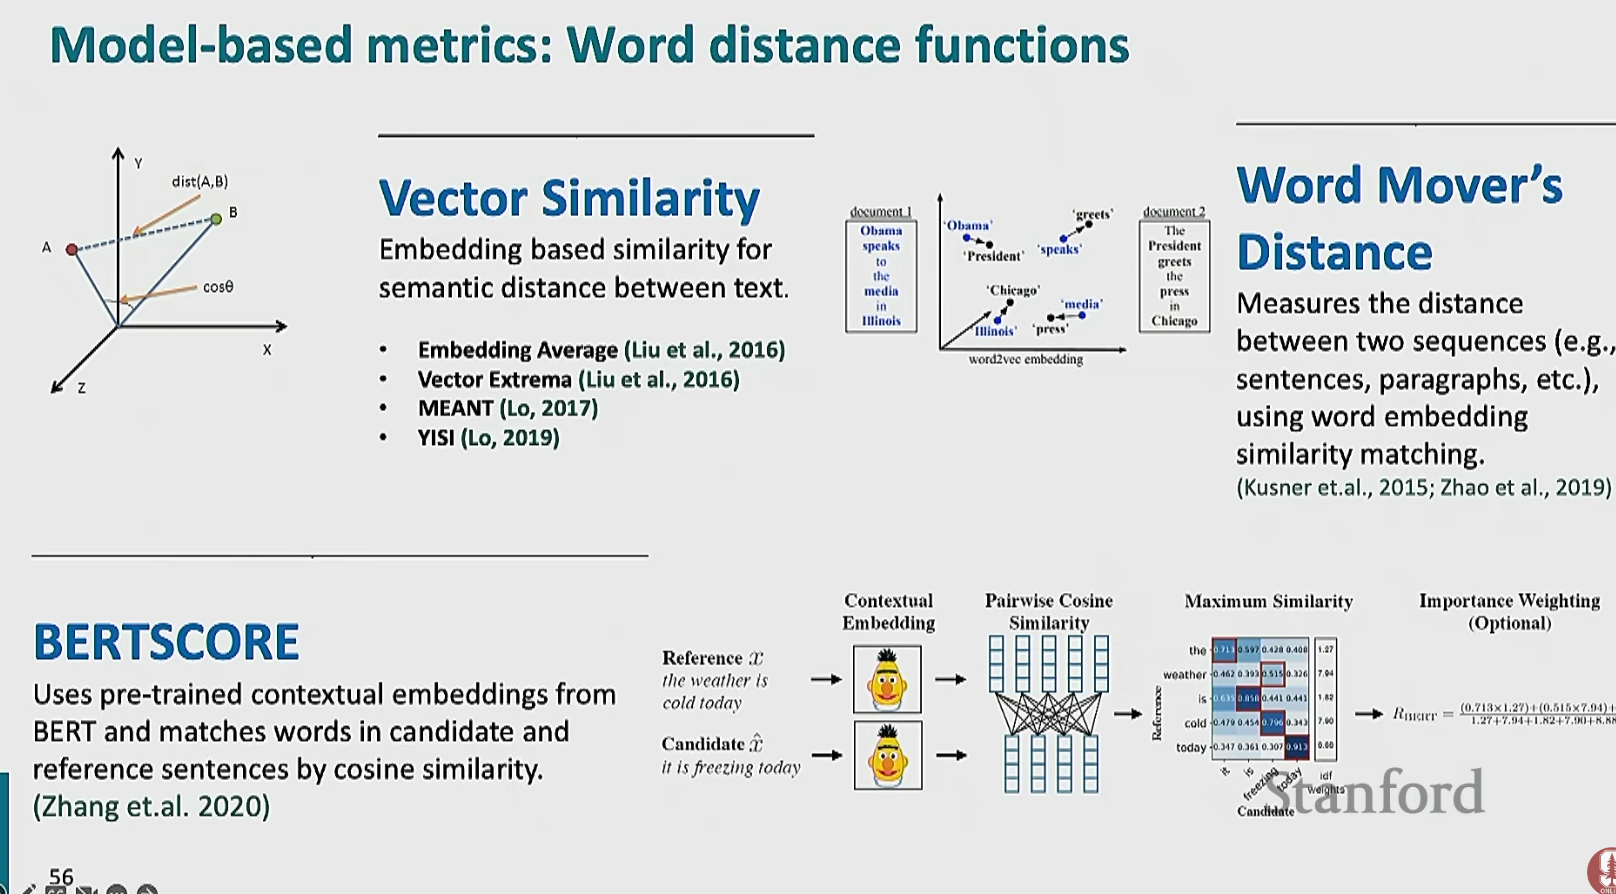 Model-based metrics: Word distance functions
Y
dist(A,B)
B
A
cosθ
X
Z
Vector Similarity
Embedding based similarity for
semantic distance between text.
• Embedding Average (Liu et al., 2016)
• Vector Extrema (Liu et al., 2016)
• MEANT (Lo, 2017)
• YISI (Lo, 2019)
document 1
Obama
speaks
to
the
media
in
Illinois
'Obama'
'President'
'greets'
'speaks'
'Chicago'
'Illinois'
'media'
'press'
word2vec embedding
document 2
The
President
greets
the
press
in
Chicago
Word Mover's
Distance
Measures the distance
between two sequences (e.g.,
sentences, paragraphs, etc.),
using word embedding
similarity matching.
(Kusner et.al., 2015; Zhao et al., 2019)
BERTSCORE
Uses pre-trained contextual embeddings from
BERT and matches words in candidate and
reference sentences by cosine similarity.
(Zhang et.al. 2020)
Reference x
the weather is
cold today
Candidate x̂
it is freezing today
Contextual
Embedding
Pairwise Cosine
Similarity
Maximum Similarity
Reference
the 0.713 0.597 0.428 0.408 1.27
weather 0.462 0.393 0.515 0.326 7.94
is 0.635 0.858 0.441 0.441 1.82
cold 0.479 0.454 0.796 0.343 7.90
today 0.347 0.361 0.307 0.913
it is freezing today
idf
weights
Candidate
Importance Weighting
(Optional)
R_BERT = (0.713×1.27)+(0.515×7.94)+
1.27+7.94+1.82+7.90+8.88
Stanford
56